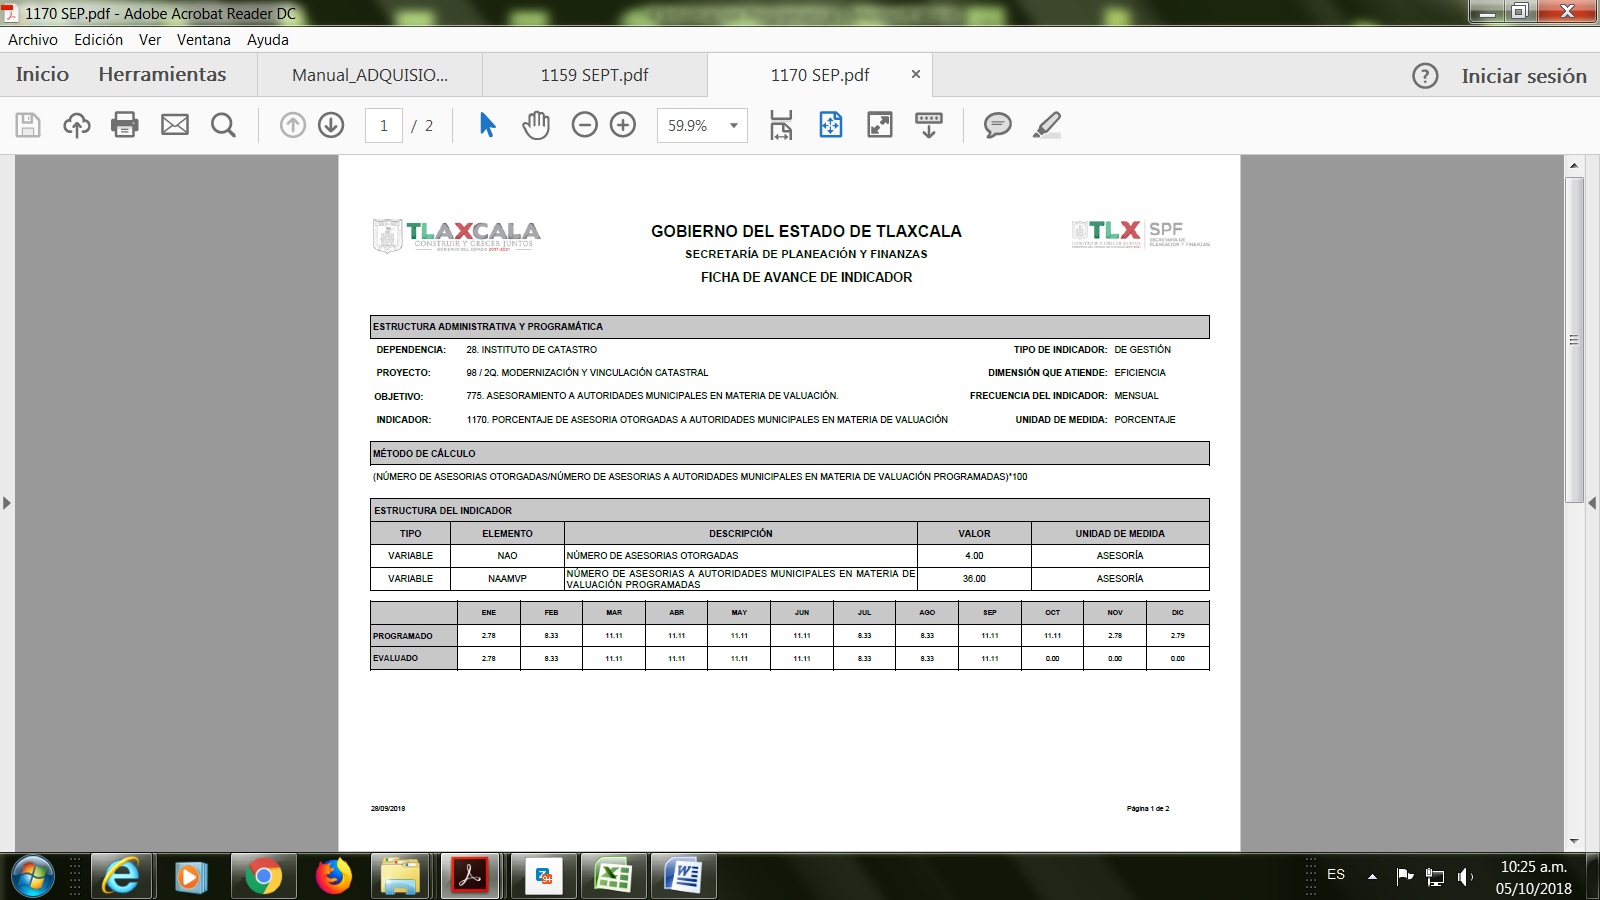 1170 SEP.pdf - Adobe Acrobat Reader DC
Archivo Edición Ver Ventana Ayuda
Inicio Herramientas Manual_ADQUISIO... 1159 SEPT.pdf 1170 SEP.pdf × ? Iniciar sesión
1 / 2 59.9%
TLAXCALA
CONSTRUIR Y CRECER JUNTOS
GOBIERNO DEL ESTADO DE TLAXCALA
SECRETARÍA DE PLANEACIÓN Y FINANZAS
FICHA DE AVANCE DE INDICADOR
TLX SPF
ESTRUCTURA ADMINISTRATIVA Y PROGRAMÁTICA
DEPENDENCIA: 28. INSTITUTO DE CATASTRO TIPO DE INDICADOR: DE GESTIÓN
PROYECTO: 98 / 2Q. MODERNIZACIÓN Y VINCULACIÓN CATASTRAL DIMENSIÓN QUE ATIENDE: EFICIENCIA
OBJETIVO: 775. ASESORAMIENTO A AUTORIDADES MUNICIPALES EN MATERIA DE VALUACIÓN. FRECUENCIA DEL INDICADOR: MENSUAL
INDICADOR: 1170. PORCENTAJE DE ASESORIA OTORGADAS A AUTORIDADES MUNICIPALES EN MATERIA DE VALUACIÓN UNIDAD DE MEDIDA: PORCENTAJE
MÉTODO DE CÁLCULO
(NÚMERO DE ASESORIAS OTORGADAS/NÚMERO DE ASESORIAS A AUTORIDADES MUNICIPALES EN MATERIA DE VALUACIÓN PROGRAMADAS)*100
ESTRUCTURA DEL INDICADOR
TIPO ELEMENTO DESCRIPCIÓN VALOR UNIDAD DE MEDIDA
VARIABLE NAO NÚMERO DE ASESORIAS OTORGADAS 4.00 ASESORÍA
VARIABLE NAAMVP NÚMERO DE ASESORIAS A AUTORIDADES MUNICIPALES EN MATERIA DE VALUACIÓN PROGRAMADAS 36.00 ASESORÍA
ENE FEB MAR ABR MAY JUN JUL AGO SEP OCT NOV DIC
PROGRAMADO 2.78 8.33 11.11 11.11 11.11 11.11 8.33 8.33 11.11 11.11 2.78 2.79
EVALUADO 2.78 8.33 11.11 11.11 11.11 11.11 8.33 8.33 11.11 0.00 0.00 0.00
28/09/2018 Página 1 de 2
ES 10:25 a.m.
05/10/2018